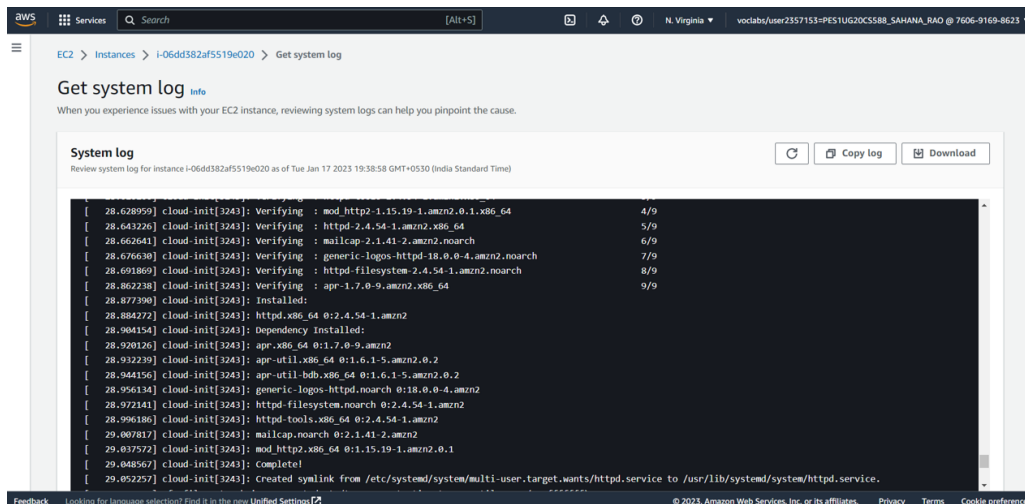 aws Services Search [Alt+S] N. Virginia voclabs/user2357153=PES1UG20CS588_SAHANA_RAO @ 7606-9169-8623
EC2 > Instances > i-06dd382af5519e020 > Get system log
Get system log Info
When you experience issues with your EC2 instance, reviewing system logs can help you pinpoint the cause.
System log
Copy log Download
Review system log for instance i-06dd382af5519e020 as of Tue Jan 17 2023 19:38:58 GMT+0530 (India Standard Time)
[ 28.628959] cloud-init[3243]: Verifying : mod_http2-1.15.19-1.amzn2.0.1.x86_64 4/9
[ 28.643226] cloud-init[3243]: Verifying : httpd-2.4.54-1.amzn2.x86_64 5/9
[ 28.662641] cloud-init[3243]: Verifying : mailcap-2.1.41-2.amzn2.noarch 6/9
[ 28.676630] cloud-init[3243]: Verifying : generic-logos-httpd-18.0.0-4.amzn2.noarch 7/9
[ 28.691869] cloud-init[3243]: Verifying : httpd-filesystem-2.4.54-1.amzn2.noarch 8/9
[ 28.862238] cloud-init[3243]: Verifying : apr-1.7.0-9.amzn2.x86_64 9/9
[ 28.877390] cloud-init[3243]: Installed:
[ 28.884272] cloud-init[3243]: httpd.x86_64 0:2.4.54-1.amzn2
[ 28.904154] cloud-init[3243]: Dependency Installed:
[ 28.920126] cloud-init[3243]: apr.x86_64 0:1.7.0-9.amzn2
[ 28.932239] cloud-init[3243]: apr-util.x86_64 0:1.6.1-5.amzn2.0.2
[ 28.944156] cloud-init[3243]: apr-util-bdb.x86_64 0:1.6.1-5.amzn2.0.2
[ 28.956134] cloud-init[3243]: generic-logos-httpd.noarch 0:18.0.0-4.amzn2
[ 28.972141] cloud-init[3243]: httpd-filesystem.noarch 0:2.4.54-1.amzn2
[ 28.996186] cloud-init[3243]: httpd-tools.x86_64 0:2.4.54-1.amzn2
[ 29.007817] cloud-init[3243]: mailcap.noarch 0:2.1.41-2.amzn2
[ 29.037572] cloud-init[3243]: mod_http2.x86_64 0:1.15.19-1.amzn2.0.1
[ 29.048567] cloud-init[3243]: Complete!
[ 29.052257] cloud-init[3243]: Created symlink from /etc/systemd/system/multi-user.target.wants/httpd.service to /usr/lib/systemd/system/httpd.service.
Feedback Looking for language selection? Find it in the new Unified Settings © 2023, Amazon Web Services, Inc. or its affiliates. Privacy Terms Cookie preferences